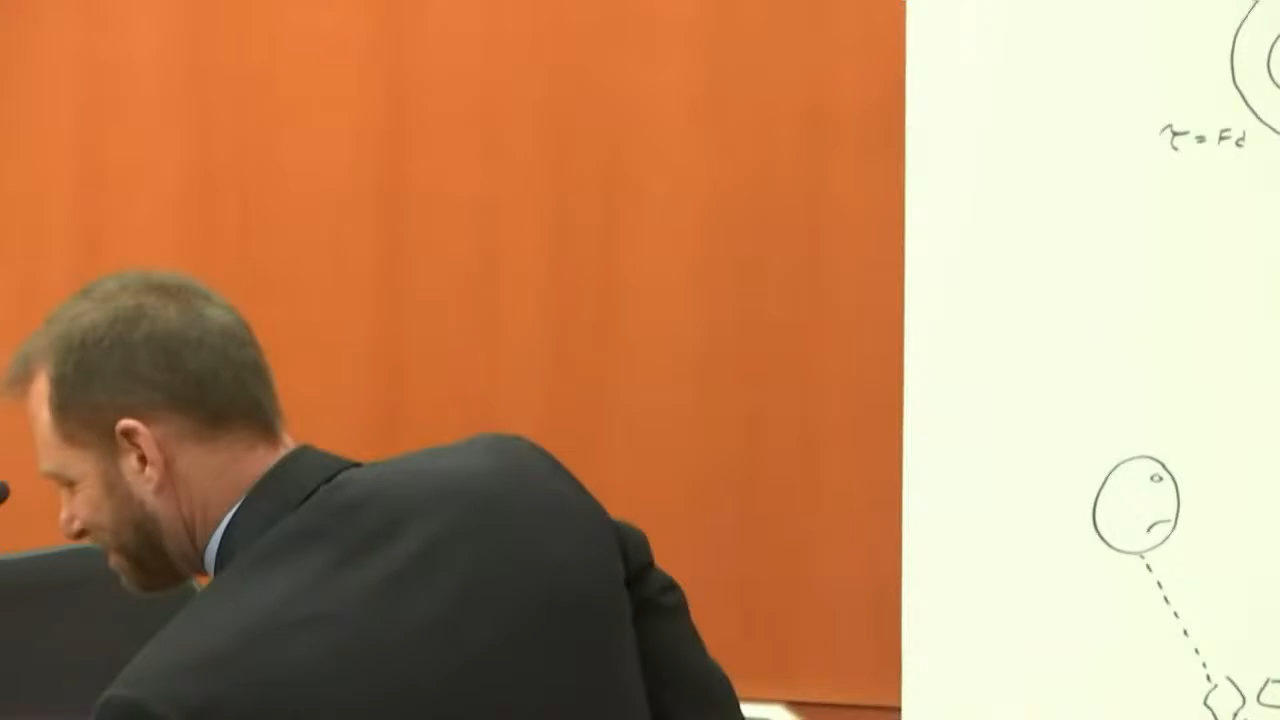 τ = Fd